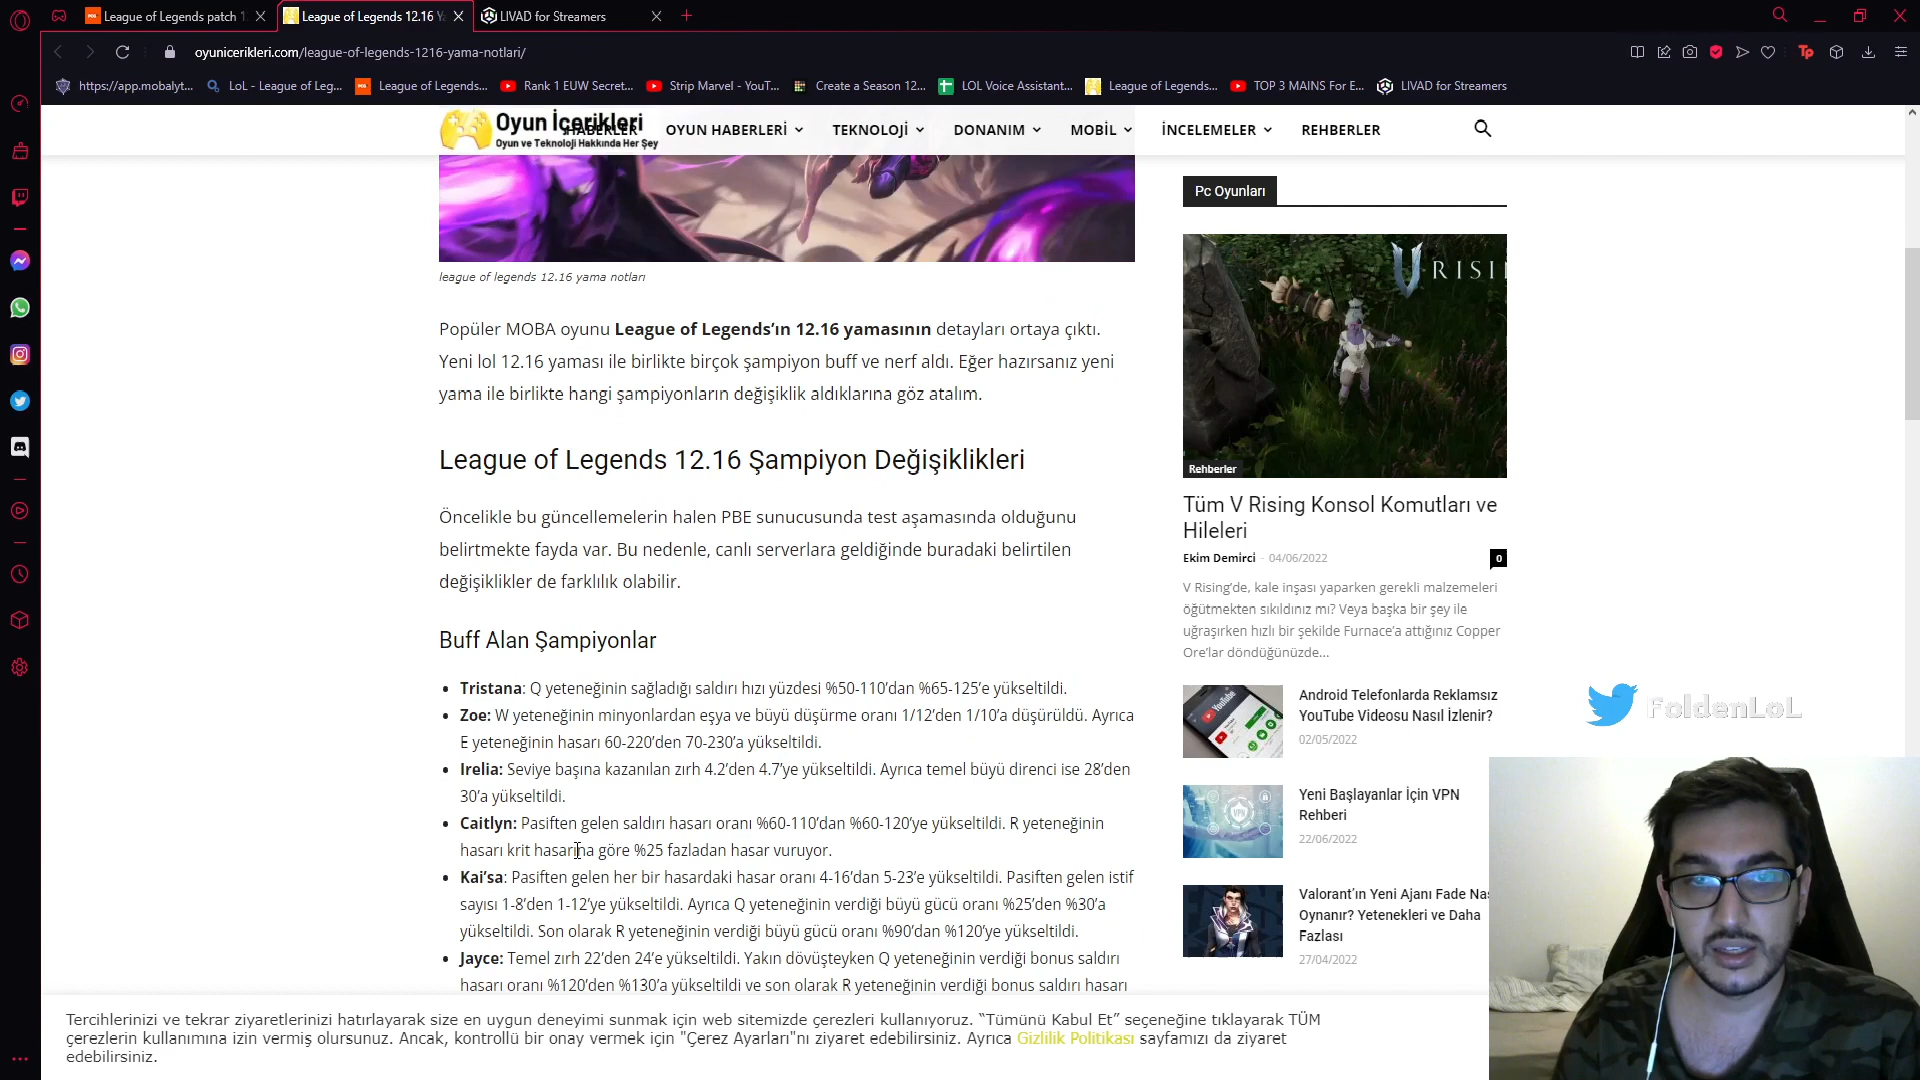 League of Legends patch 1
League of Legends 12.16 Ya
LIVAD for Streamers
oyunicerikleri.com/league-of-legends-1216-yama-notlari/
https://app.mobalyt...
LoL - League of Leg...
League of Legends...
Rank 1 EUW Secret...
Strip Marvel - YouT...
Create a Season 12...
LOL Voice Assistant...
League of Legends...
TOP 3 MAINS For E...
LIVAD for Streamers
Oyun İçerikleri
Oyun ve Teknoloji Hakkında Her Şey
HABERLER
OYUN HABERLERİ
TEKNOLOJİ
DONANIM
MOBİL
İNCELEMELER
REHBERLER
league of legends 12.16 yama notları
Popüler MOBA oyunu League of Legends’ın 12.16 yamasının detayları ortaya çıktı.
Yeni lol 12.16 yaması ile birlikte birçok şampiyon buff ve nerf aldı. Eğer hazırsanız yeni
yama ile birlikte hangi şampiyonların değişiklik aldıklarına göz atalım.
League of Legends 12.16 Şampiyon Değişiklikleri
Öncelikle bu güncellemelerin halen PBE sunucusunda test aşamasında olduğunu
belirtmekte fayda var. Bu nedenle, canlı serverlara geldiğinde buradaki belirtilen
değişiklikler de farklılık olabilir.
Buff Alan Şampiyonlar
Tristana: Q yeteneğinin sağladığı saldırı hızı yüzdesi %50-110’dan %65-125’e yükseltildi.
Zoe: W yeteneğinin minyonlardan eşya ve büyü düşürme oranı 1/12’den 1/10’a düşürüldü. Ayrıca
E yeteneğinin hasarı 60-220’den 70-230’a yükseltildi.
Irelia: Seviye başına kazanılan zırh 4.2’den 4.7’ye yükseltildi. Ayrıca temel büyü direnci ise 28’den
30’a yükseltildi.
Caitlyn: Pasiften gelen saldırı hasarı oranı %60-110’dan %60-120’ye yükseltildi. R yeteneğinin
hasarı krit hasarına göre %25 fazladan hasar vuruyor.
Kai’sa: Pasiften gelen her bir hasardaki hasar oranı 4-16’dan 5-23’e yükseltildi. Pasiften gelen istif
sayısı 1-8’den 1-12’ye yükseltildi. Ayrıca Q yeteneğinin verdiği büyü gücü oranı %25’den %30’a
yükseltildi. Son olarak R yeteneğinin verdiği büyü gücü oranı %90’dan %120’ye yükseltildi.
Jayce: Temel zırh 22’den 24’e yükseltildi. Yakın dövüşteyken Q yeteneğinin verdiği bonus saldırı
hasarı oranı %120’den %130’a yükseltildi ve son olarak R yeteneğinin verdiği bonus saldırı hasarı
Pc Oyunları
V RISI
Rehberler
Tüm V Rising Konsol Komutları ve
Hileleri
Ekim Demirci - 04/06/2022
0
V Rising’de, kale inşası yaparken gerekli malzemeleri
öğütmekten sıkıldınız mı? Veya başka bir şey ile
uğraşırken hızlı bir şekilde Furnace’a attığınız Copper
Ore’lar döndüğünüzde...
YouTube
Android Telefonlarda Reklamsız
YouTube Videosu Nasıl İzlenir?
02/05/2022
VPN
Yeni Başlayanlar İçin VPN
Rehberi
22/06/2022
Valorant’ın Yeni Ajanı Fade Nas
Oynanır? Yetenekleri ve Daha
Fazlası
27/04/2022
FoldenLoL
Tercihlerinizi ve tekrar ziyaretlerinizi hatırlayarak size en uygun deneyimi sunmak için web sitemizde çerezleri kullanıyoruz. “Tümünü Kabul Et” seçeneğine tıklayarak TÜM
çerezlerin kullanımına izin vermiş olursunuz. Ancak, kontrollü bir onay vermek için "Çerez Ayarları"nı ziyaret edebilirsiniz. Ayrıca Gizlilik Politikası sayfamızı da ziyaret
edebilirsiniz.